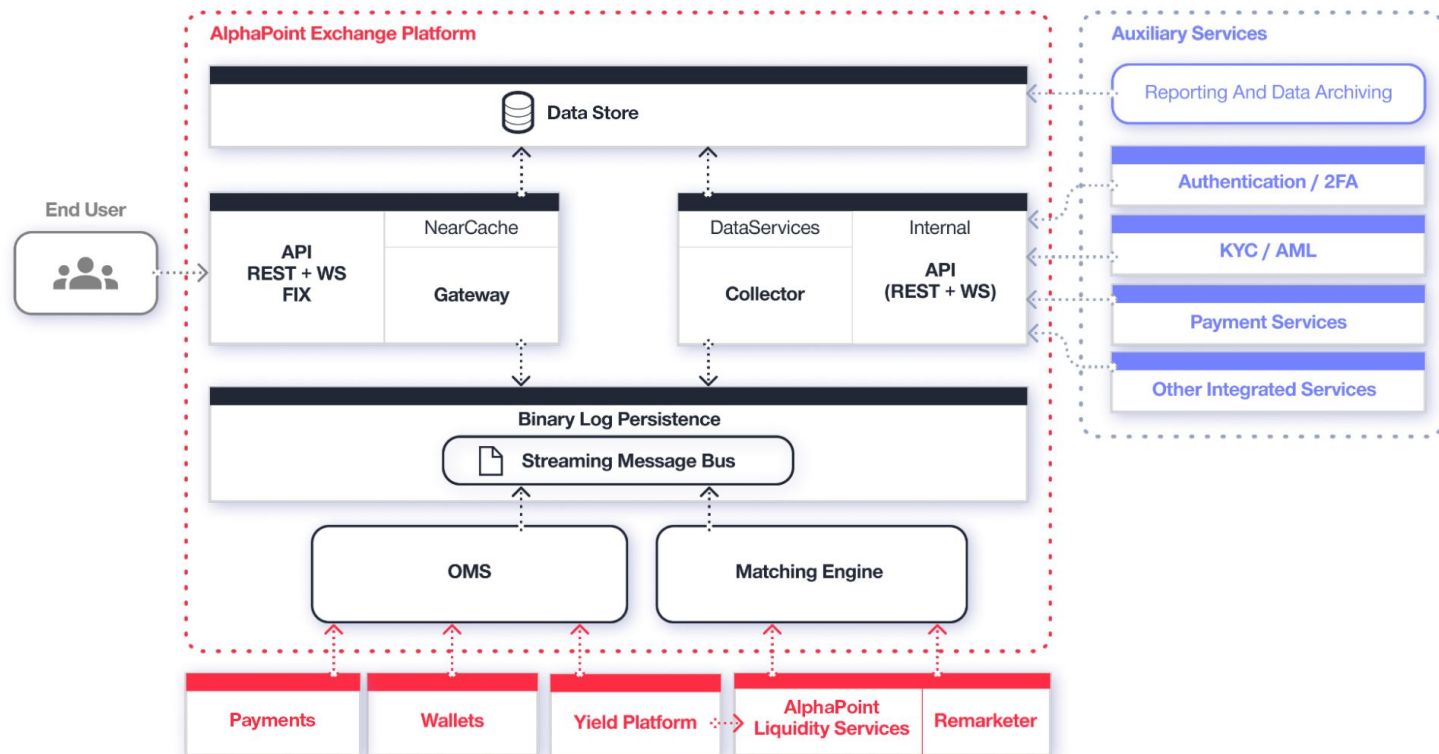 AlphaPoint Exchange Platform
Auxiliary Services
Data Store
Reporting And Data Archiving
End User
API
REST + WS
FIX
NearCache
Gateway
DataServices
Collector
Internal
API
(REST + WS)
Authentication / 2FA
KYC / AML
Payment Services
Other Integrated Services
Binary Log Persistence
Streaming Message Bus
OMS
Matching Engine
Payments
Wallets
Yield Platform
AlphaPoint
Liquidity Services
Remarketer